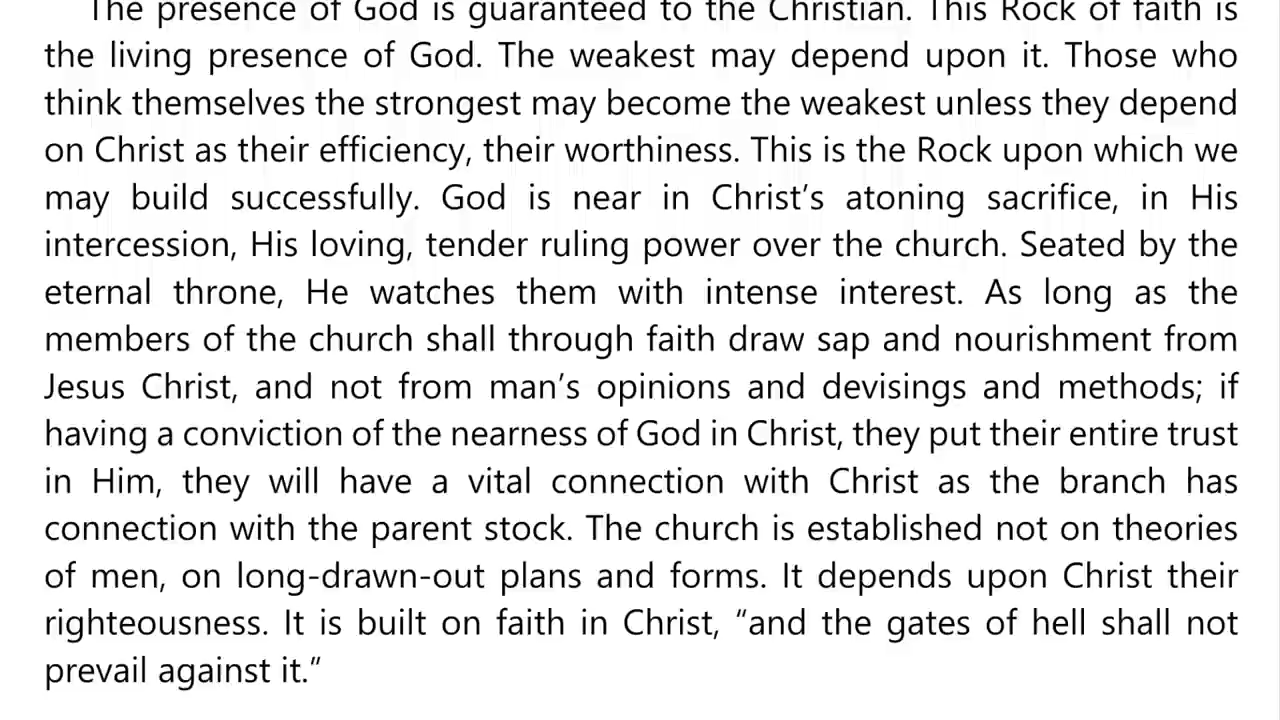 The presence of God is guaranteed to the Christian. This Rock of faith is
the living presence of God. The weakest may depend upon it. Those who
think themselves the strongest may become the weakest unless they depend
on Christ as their efficiency, their worthiness. This is the Rock upon which we
may build successfully. God is near in Christ’s atoning sacrifice, in His
intercession, His loving, tender ruling power over the church. Seated by the
eternal throne, He watches them with intense interest. As long as the
members of the church shall through faith draw sap and nourishment from
Jesus Christ, and not from man’s opinions and devisings and methods; if
having a conviction of the nearness of God in Christ, they put their entire trust
in Him, they will have a vital connection with Christ as the branch has
connection with the parent stock. The church is established not on theories
of men, on long-drawn-out plans and forms. It depends upon Christ their
righteousness. It is built on faith in Christ, “and the gates of hell shall not
prevail against it.”